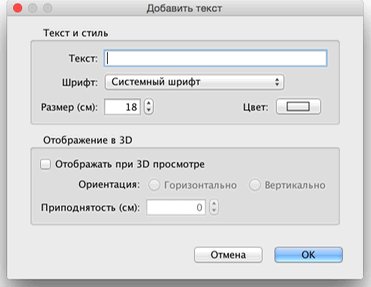 Добавить текст
Текст и стиль
Текст:
Шрифт: Системный шрифт
Размер (см): 18 Цвет:
Отображение в 3D
Отображать при 3D просмотре
Ориентация: Горизонтально Вертикально
Приподнятость (см): 0
Отмена OK